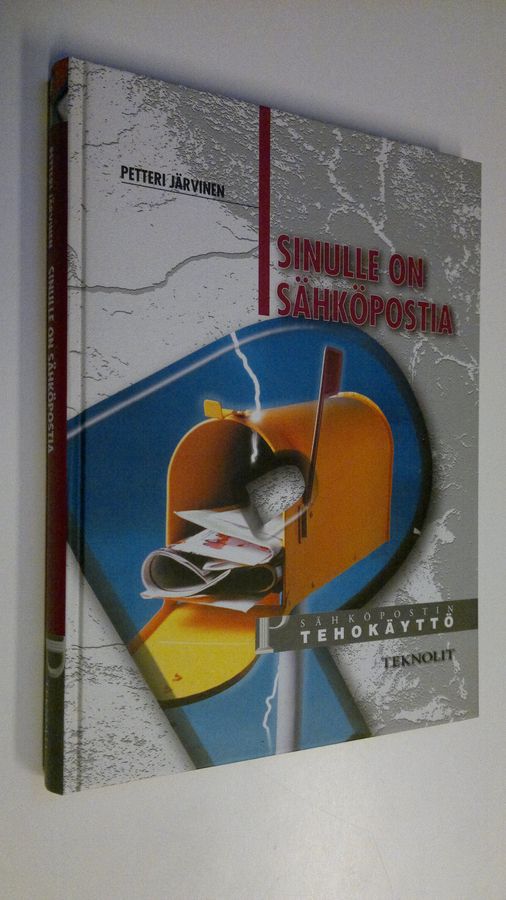 PETTERI JÄRVINEN
SINULLE ON
SÄHKÖPOSTIA
SÄHKÖPOSTIN
TEHOKÄYTTÖ
TEKNOLIT
PETTERI JÄRVINEN SINULLE ON SÄHKÖPOSTIA